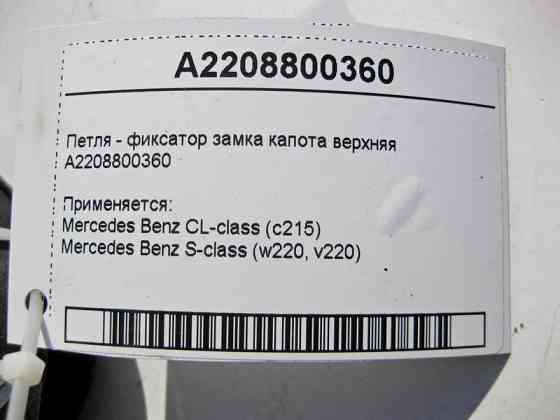 A2208800360
Петля - фиксатор замка капота верхняя
A2208800360
Применяется:
Mercedes Benz CL-class (c215)
Mercedes Benz S-class (w220, v220)